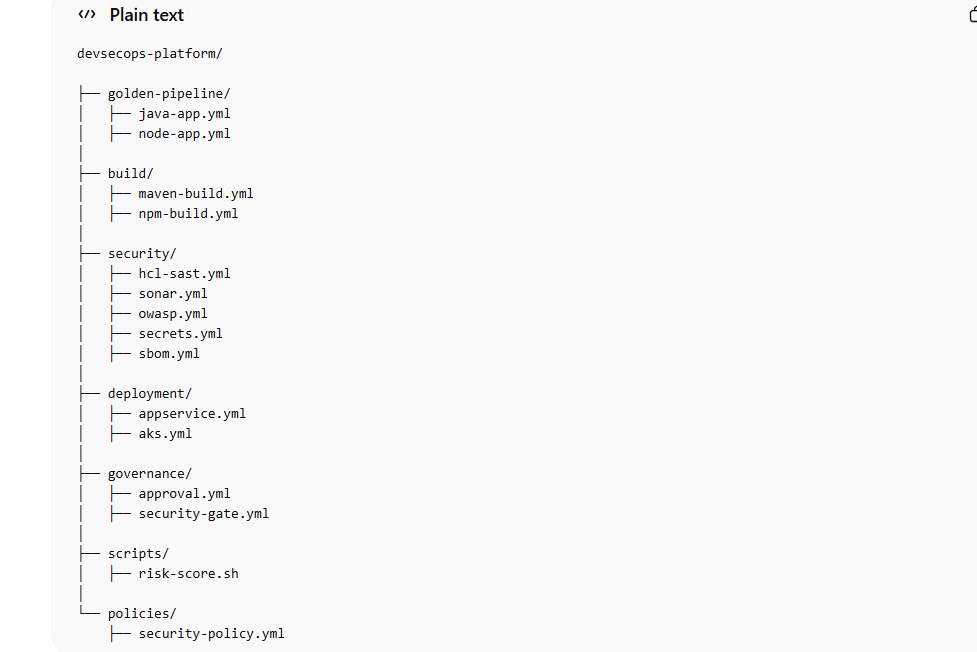 </> Plain text
devsecops-platform/
├── golden-pipeline/
│   ├── java-app.yml
│   ├── node-app.yml
│
├── build/
│   ├── maven-build.yml
│   ├── npm-build.yml
│
├── security/
│   ├── hcl-sast.yml
│   ├── sonar.yml
│   ├── owasp.yml
│   ├── secrets.yml
│   ├── sbom.yml
│
├── deployment/
│   ├── appservice.yml
│   ├── aks.yml
│
├── governance/
│   ├── approval.yml
│   ├── security-gate.yml
│
├── scripts/
│   ├── risk-score.sh
│
└── policies/
    ├── security-policy.yml